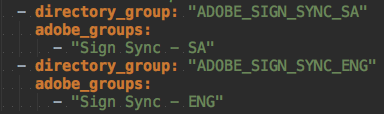 - directory_group: "ADOBE_SIGN_SYNC_SA"
adobe_groups:
- "Sign Sync – SA"
- directory_group: "ADOBE_SIGN_SYNC_ENG"
adobe_groups:
- "Sign Sync – ENG"